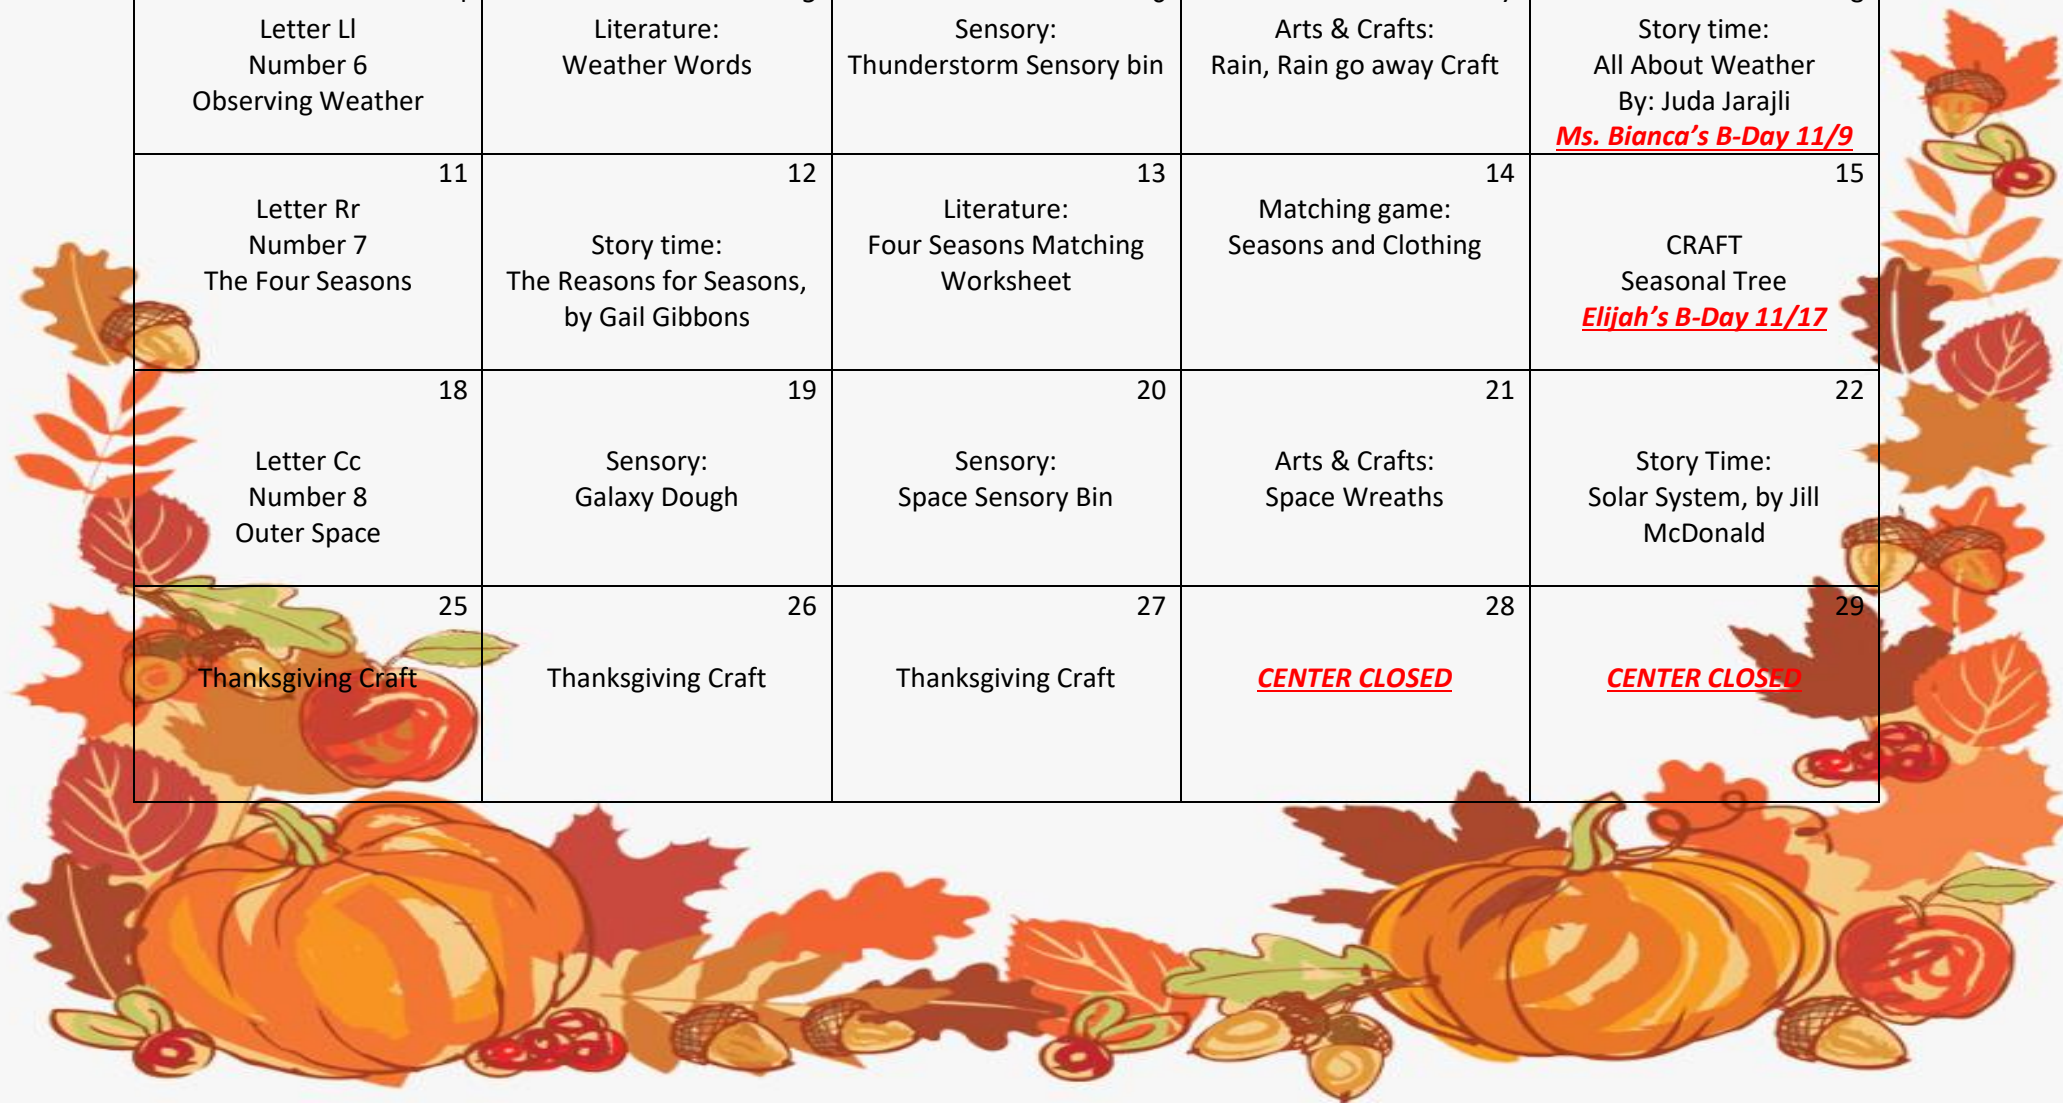 Letter Ll
Number 6
Observing Weather
Literature:
Weather Words
Sensory:
Thunderstorm Sensory bin
Arts & Crafts:
Rain, Rain go away Craft
Story time:
All About Weather
By: Juda Jarajli
Ms. Bianca’s B-Day 11/9
11
Letter Rr
Number 7
The Four Seasons
12
Story time:
The Reasons for Seasons,
by Gail Gibbons
13
Literature:
Four Seasons Matching
Worksheet
14
Matching game:
Seasons and Clothing
15
CRAFT
Seasonal Tree
Elijah’s B-Day 11/17
18
Letter Cc
Number 8
Outer Space
19
Sensory:
Galaxy Dough
20
Sensory:
Space Sensory Bin
21
Arts & Crafts:
Space Wreaths
22
Story Time:
Solar System, by Jill
McDonald
25
Thanksgiving Craft
26
Thanksgiving Craft
27
Thanksgiving Craft
28
CENTER CLOSED
29
CENTER CLOSED